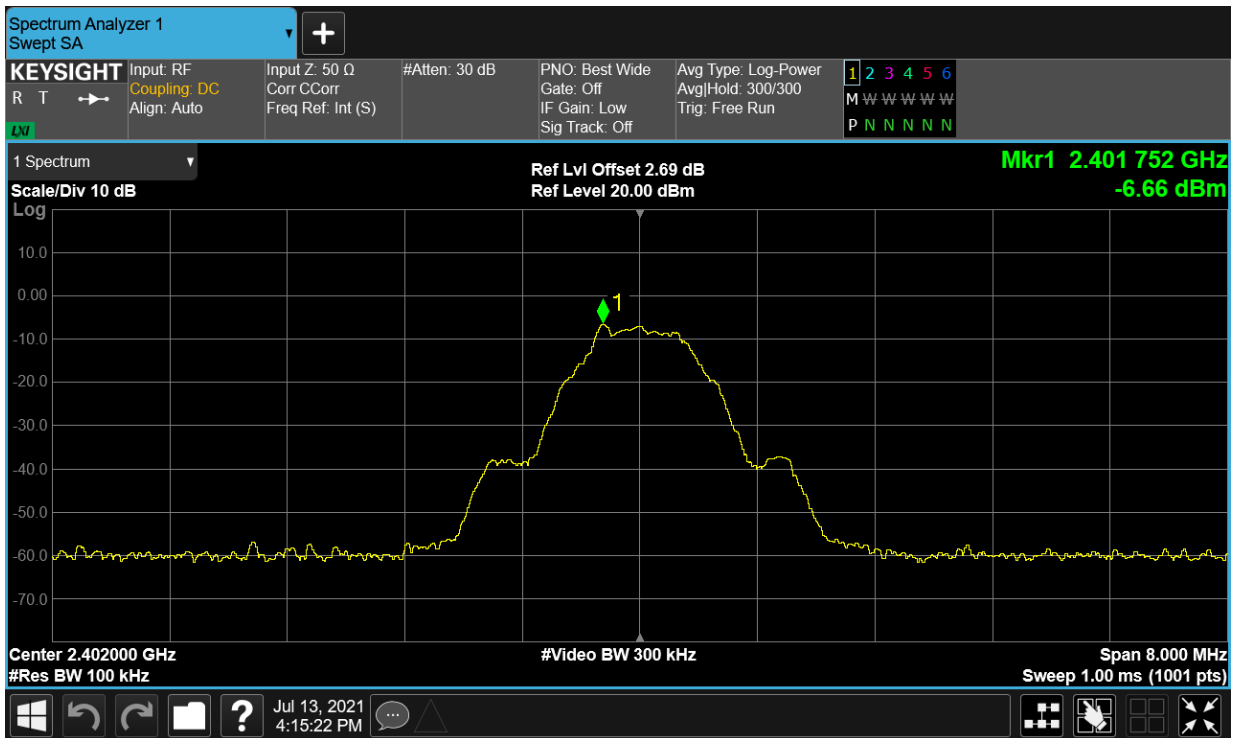 Spectrum Analyzer 1
Swept SA
+
KEYSIGHT
R T
LXI
Input: RF
Coupling: DC
Align: Auto
Input Z: 50 Ω
Corr CCorr
Freq Ref: Int (S)
#Atten: 30 dB
PNO: Best Wide
Gate: Off
IF Gain: Low
Sig Track: Off
Avg Type: Log-Power
Avg|Hold: 300/300
Trig: Free Run
1 2 3 4 5 6
M W W W W W
P N N N N N
1 Spectrum
Scale/Div 10 dB
Log
Ref Lvl Offset 2.69 dB
Ref Level 20.00 dBm
Mkr1 2.401 752 GHz
-6.66 dBm
10.0
0.00
-10.0
-20.0
-30.0
-40.0
-50.0
-60.0
-70.0
1
Center 2.402000 GHz
#Res BW 100 kHz
#Video BW 300 kHz
Span 8.000 MHz
Sweep 1.00 ms (1001 pts)
?
Jul 13, 2021
4:15:22 PM